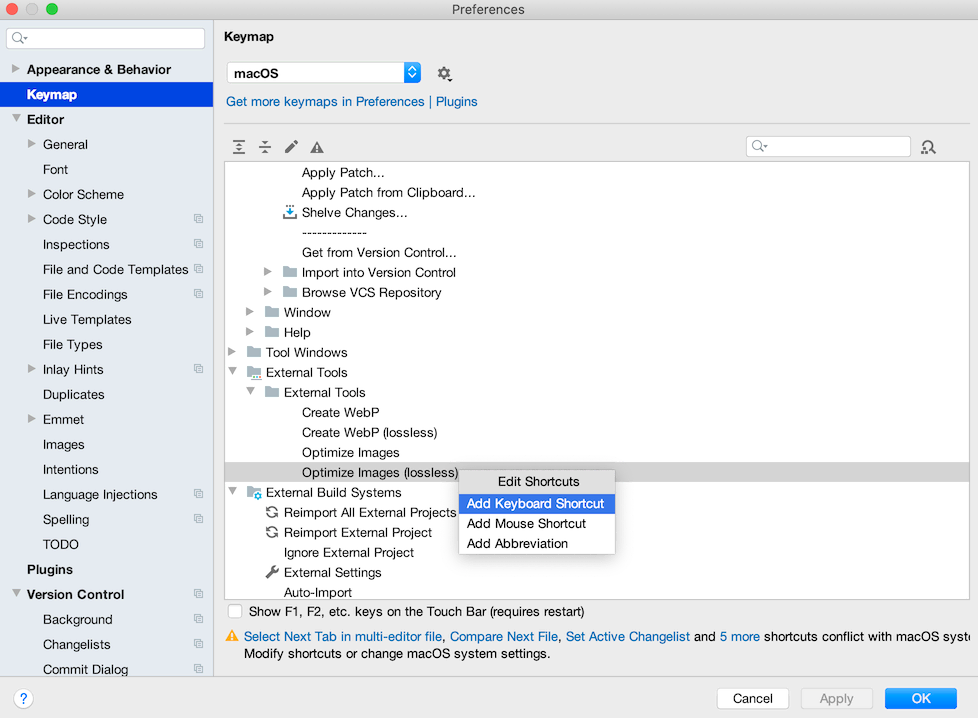 Preferences
Appearance & Behavior
Keymap
Editor
General
Font
Color Scheme
Code Style
Inspections
File and Code Templates
File Encodings
Live Templates
File Types
Inlay Hints
Duplicates
Emmet
Images
Intentions
Language Injections
Spelling
TODO
Plugins
Version Control
Background
Changelists
Commit Dialog
Keymap
macOS
Get more keymaps in Preferences | Plugins
Apply Patch...
Apply Patch from Clipboard...
Shelve Changes...
-------------
Get from Version Control...
Import into Version Control
Browse VCS Repository
Window
Help
Tool Windows
External Tools
External Tools
Create WebP
Create WebP (lossless)
Optimize Images
Optimize Images (lossless)
External Build Systems
Reimport All External Projects
Reimport External Project
Ignore External Project
External Settings
Auto-Import
Edit Shortcuts
Add Keyboard Shortcut
Add Mouse Shortcut
Add Abbreviation
Show F1, F2, etc. keys on the Touch Bar (requires restart)
Select Next Tab in multi-editor file, Compare Next File, Set Active Changelist and 5 more shortcuts conflict with macOS syst
Modify shortcuts or change macOS system settings.
?
Cancel
Apply
OK